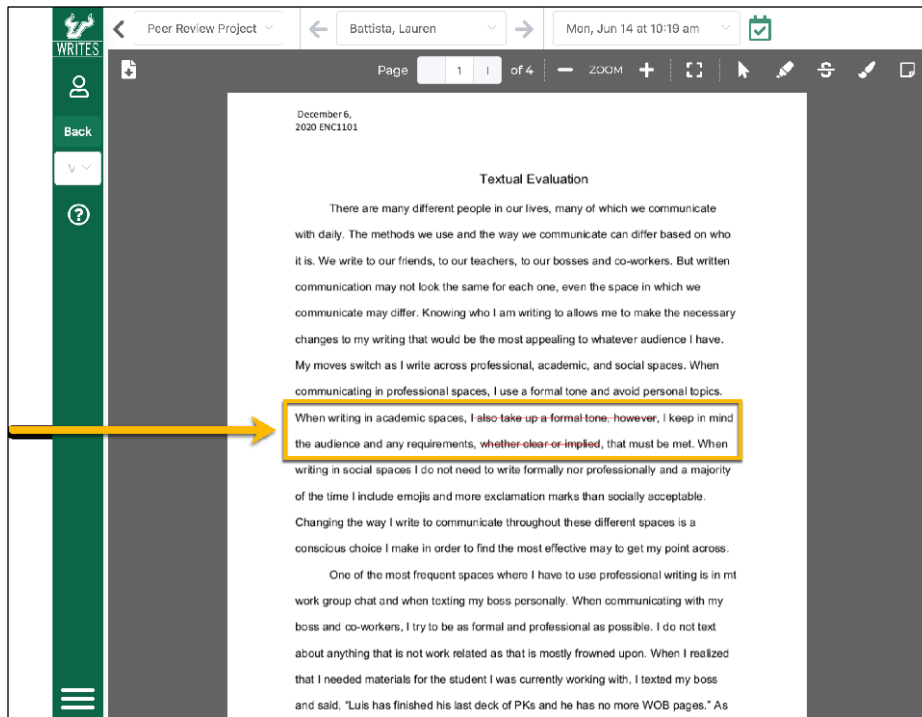 WRITES
Peer Review Project
Battista, Lauren
Mon, Jun 14 at 10:19 am
Page 1 of 4 ZOOM
Back
December 6,
2020 ENC1101
Textual Evaluation
There are many different people in our lives, many of which we communicate
with daily. The methods we use and the way we communicate can differ based on who
it is. We write to our friends, to our teachers, to our bosses and co-workers. But written
communication may not look the same for each one, even the space in which we
communicate may differ. Knowing who I am writing to allows me to make the necessary
changes to my writing that would be the most appealing to whatever audience I have.
My moves switch as I write across professional, academic, and social spaces. When
communicating in professional spaces, I use a formal tone and avoid personal topics.
When writing in academic spaces, I also take up a formal tone, however, I keep in mind
the audience and any requirements, whether clear or implied, that must be met. When
writing in social spaces I do not need to write formally nor professionally and a majority
of the time I include emojis and more exclamation marks than socially acceptable.
Changing the way I write to communicate throughout these different spaces is a
conscious choice I make in order to find the most effective may to get my point across.
One of the most frequent spaces where I have to use professional writing is in mt
work group chat and when texting my boss personally. When communicating with my
boss and co-workers, I try to be as formal and professional as possible. I do not text
about anything that is not work related as that is mostly frowned upon. When I realized
that I needed materials for the student I was currently working with, I texted my boss
and said, "Luis has finished his last deck of PKs and he has no more WOB pages." As